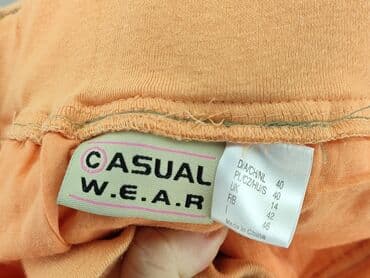 CASUAL
W.E.A.R
D/A/CH/NL 40
PL/CZ/HU/S 40
UK 14
F/B 42
I 46
Made in China